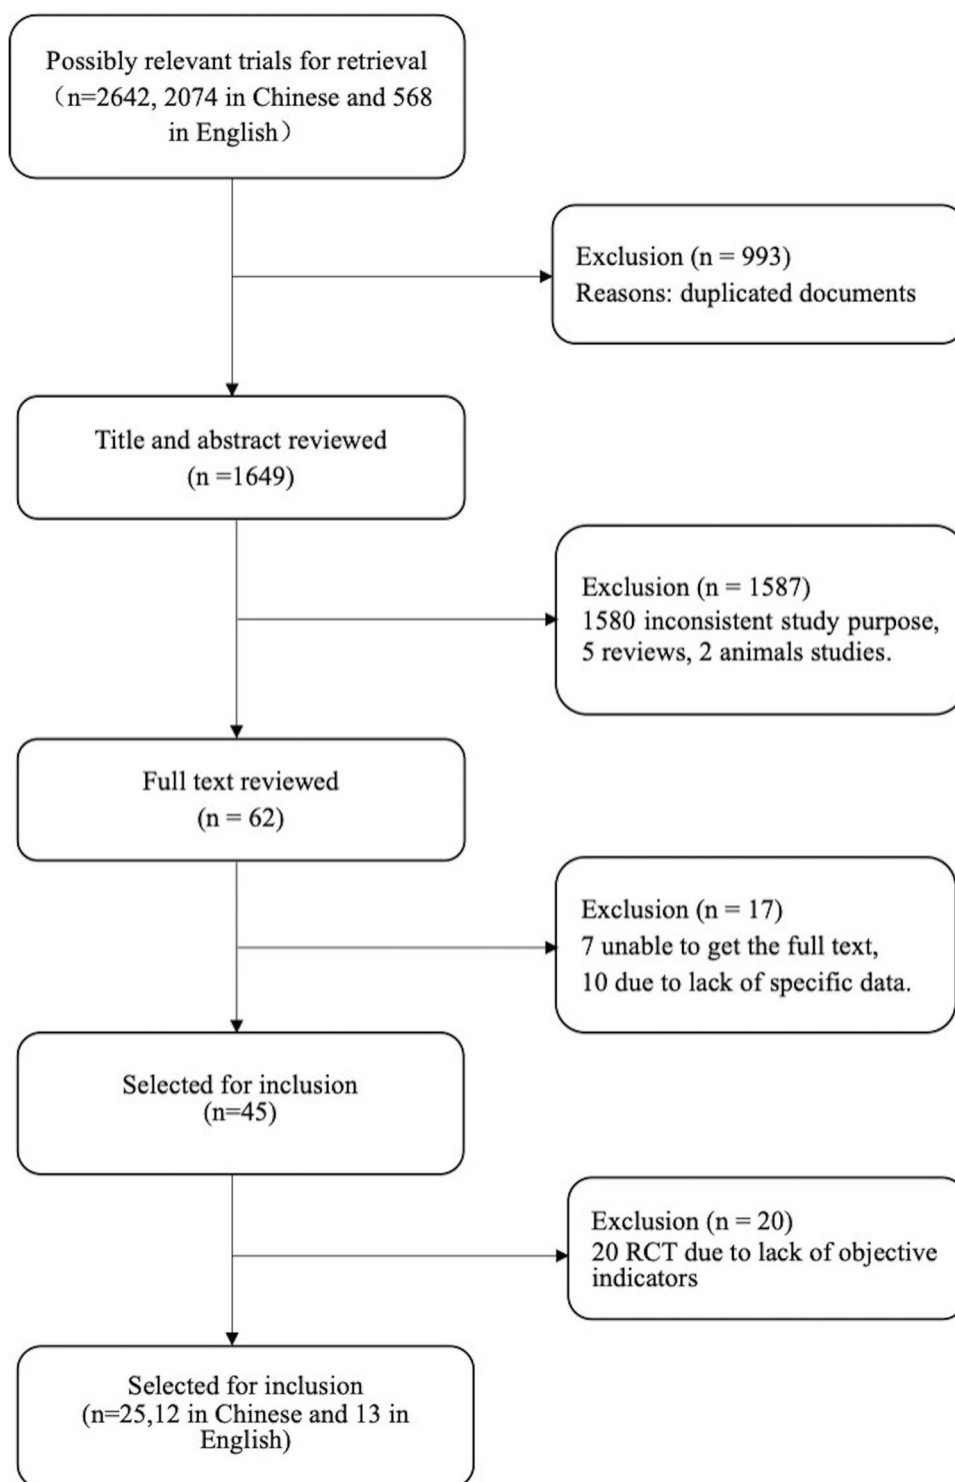 Possibly relevant trials for retrieval
（n=2642, 2074 in Chinese and 568
in English）
Exclusion (n = 993)
Reasons: duplicated documents
Title and abstract reviewed
(n =1649)
Exclusion (n = 1587)
1580 inconsistent study purpose,
5 reviews, 2 animals studies.
Full text reviewed
(n = 62)
Exclusion (n = 17)
7 unable to get the full text,
10 due to lack of specific data.
Selected for inclusion
(n=45)
Exclusion (n = 20)
20 RCT due to lack of objective
indicators
Selected for inclusion
(n=25,12 in Chinese and 13 in
English)